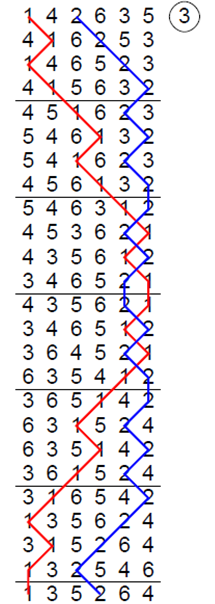 1 4 2 6 3 5 3
4 1 6 2 5 3
1 4 6 5 2 3
4 1 5 6 3 2
4 5 1 6 2 3
5 4 6 1 3 2
5 4 1 6 2 3
4 5 6 1 3 2
5 4 6 3 1 2
4 5 3 6 2 1
4 3 5 6 1 2
3 4 6 5 2 1
4 3 5 6 2 1
3 4 6 5 1 2
3 6 4 5 2 1
6 3 5 4 1 2
3 6 5 1 4 2
6 3 1 5 2 4
6 3 5 1 4 2
3 6 1 5 2 4
3 1 6 5 4 2
1 3 5 6 2 4
3 1 5 2 6 4
1 3 2 5 4 6
1 3 5 2 6 4